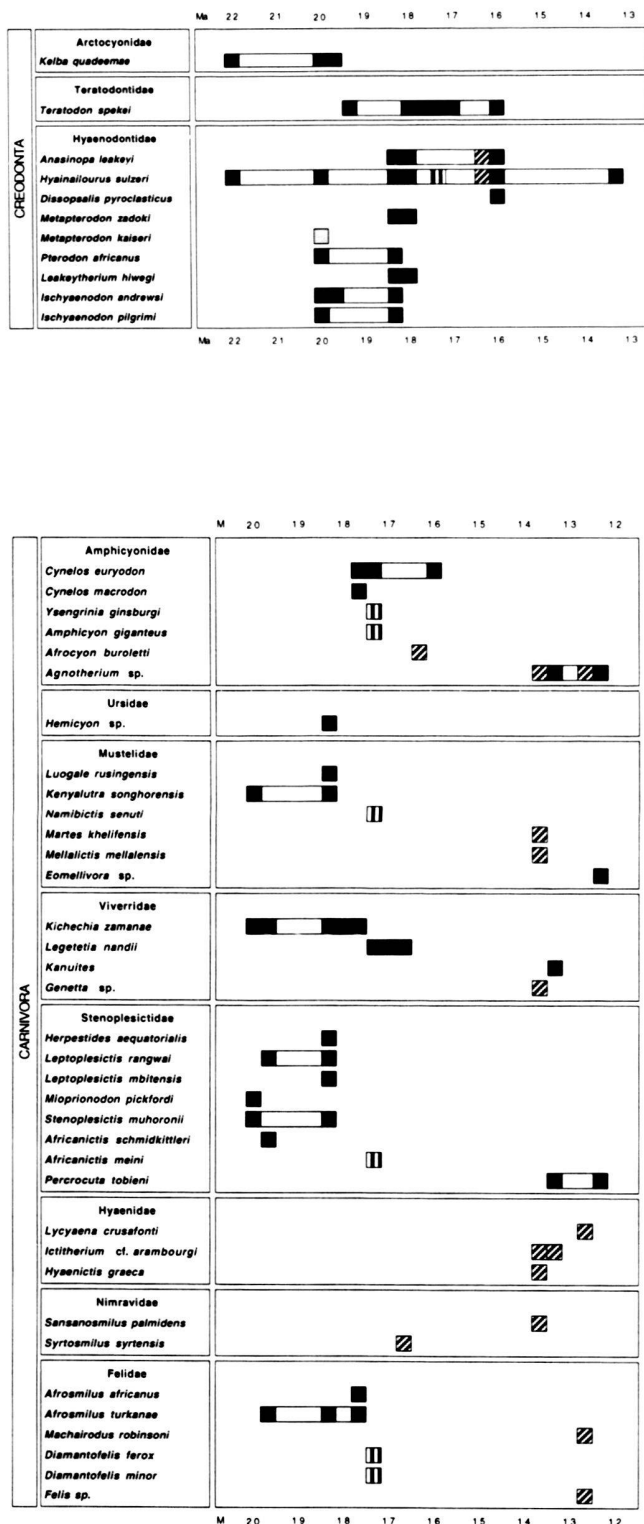 Ma 22 21 20 19 18 17 16 15 14 13
CREODONTA
Arctocyonidae
Kelba quadeemae
Teratodontidae
Teratodon spekei
Hyaenodontidae
Anasinopa leakeyi
Hyainailourus sulzeri
Dissopsalis pyroclasticus
Metapterodon zadoki
Metapterodon kaiseri
Pterodon africanus
Leakeytherium hiwegi
Ischyaenodon andrewsi
Ischyaenodon pilgrimi
Ma 22 21 20 19 18 17 16 15 14 13
M 20 19 18 17 16 15 14 13 12
CARNIVORA
Amphicyonidae
Cynelos euryodon
Cynelos macrodon
Ysengrinia ginsburgi
Amphicyon giganteus
Afrocyon buroletti
Agnotherium sp.
Ursidae
Hemicyon sp.
Mustelidae
Luogale rusingensis
Kenyalutra songhorensis
Namibictis senuti
Martes khelifensis
Mellalictis mellalensis
Eomellivora sp.
Viverridae
Kichechia zamanae
Legetetia nandii
Kanuites
Genetta sp.
Stenoplesictidae
Herpestides aequatorialis
Leptoplesictis rangwai
Leptoplesictis mbitensis
Mioprionodon pickfordi
Stenoplesictis muhoronii
Africanictis schmidkittleri
Africanictis meini
Percrocuta tobieni
Hyaenidae
Lycyaena crusafonti
Ictitherium cf. arambourgi
Hyaenictis graeca
Nimravidae
Sansanosmilus palmidens
Syrtosmilus syrtensis
Felidae
Afrosmilus africanus
Afrosmilus turkanae
Machairodus robinsoni
Diamantofelis ferox
Diamantofelis minor
Felis sp.
M 20 19 18 17 16 15 14 13 12